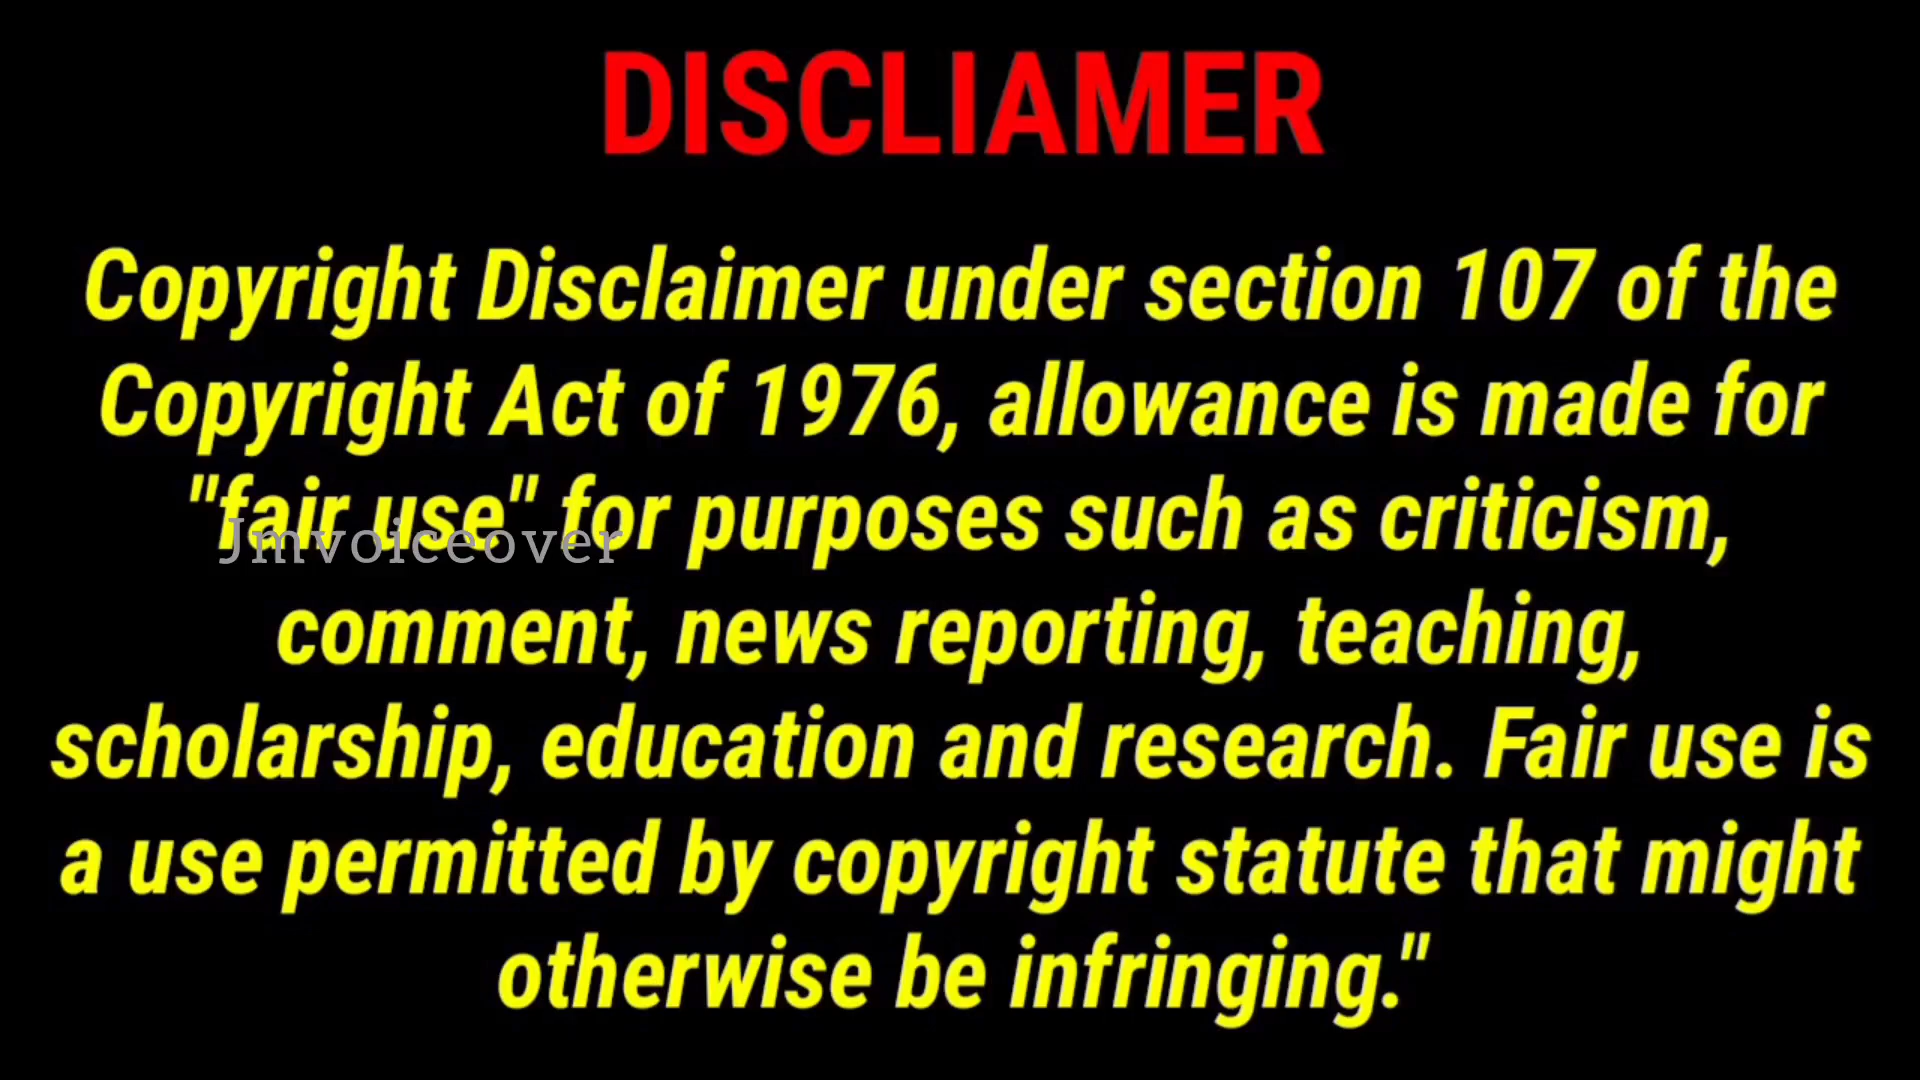 DISCLIAMER
Copyright Disclaimer under section 107 of the
Copyright Act of 1976, allowance is made for
"fair use" for purposes such as criticism,
Jmvoiceover
comment, news reporting, teaching,
scholarship, education and research. Fair use is
a use permitted by copyright statute that might
otherwise be infringing."